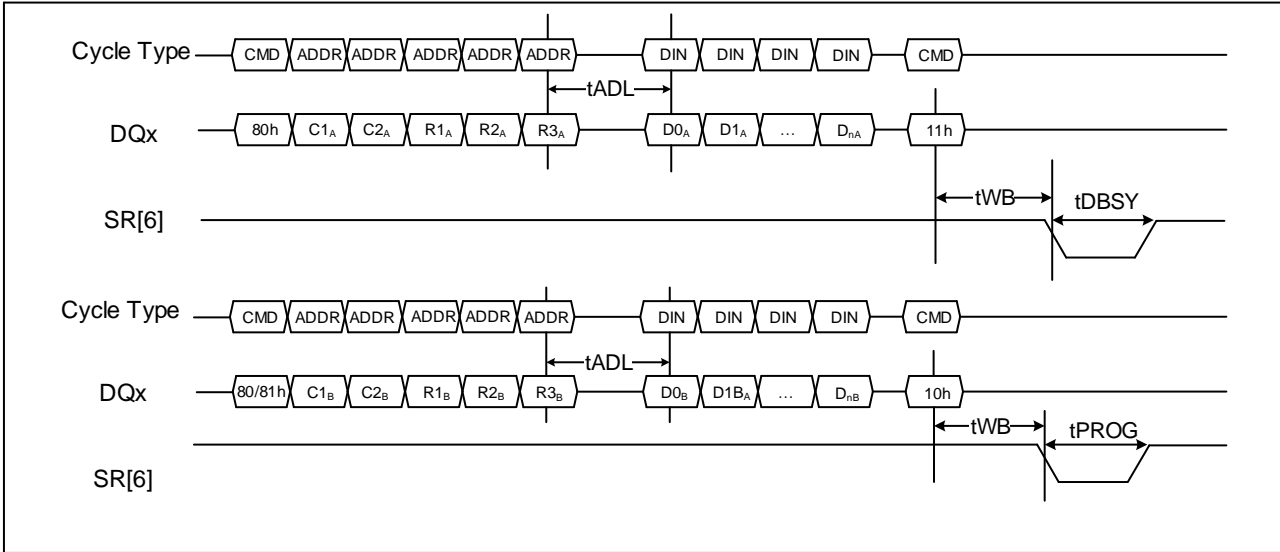 Cycle Type CMD ADDR ADDR ADDR ADDR ADDR DIN DIN DIN DIN CMD
tADL
DQx 80h C1A C2A R1A R2A R3A D0A D1A … DnA 11h
tWB tDBSY
SR[6]
Cycle Type CMD ADDR ADDR ADDR ADDR ADDR DIN DIN DIN DIN CMD
tADL
DQx 80/81h C1B C2B R1B R2B R3B D0B D1BA … DnB 10h
tWB tPROG
SR[6]